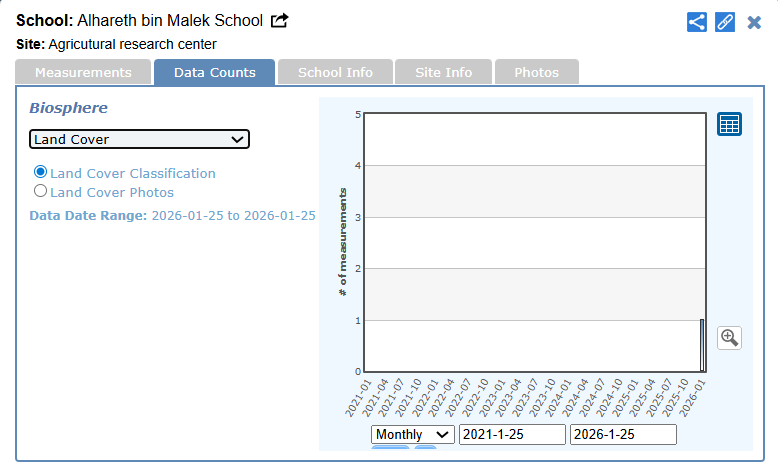 School: Alhareth bin Malek School
Site: Agricutural research center
Measurements
Data Counts
School Info
Site Info
Photos
Biosphere
Land Cover
Land Cover Classification
Land Cover Photos
Data Date Range: 2026-01-25 to 2026-01-25
# of measurements
5
4
3
2
1
0
2021-01
2021-04
2021-07
2021-10
2022-01
2022-04
2022-07
2022-10
2023-01
2023-04
2023-07
2023-10
2024-01
2024-04
2024-07
2024-10
2025-01
2025-04
2025-07
2025-10
2026-01
Monthly
2021-1-25
2026-1-25